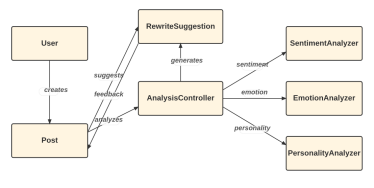 RewriteSuggestion
User
SentimentAnalyzer
generates
sentiment
suggests
creates
feedback
AnalysisController
emotion
EmotionAnalyzer
analyzes
personality
Post
PersonalityAnalyzer